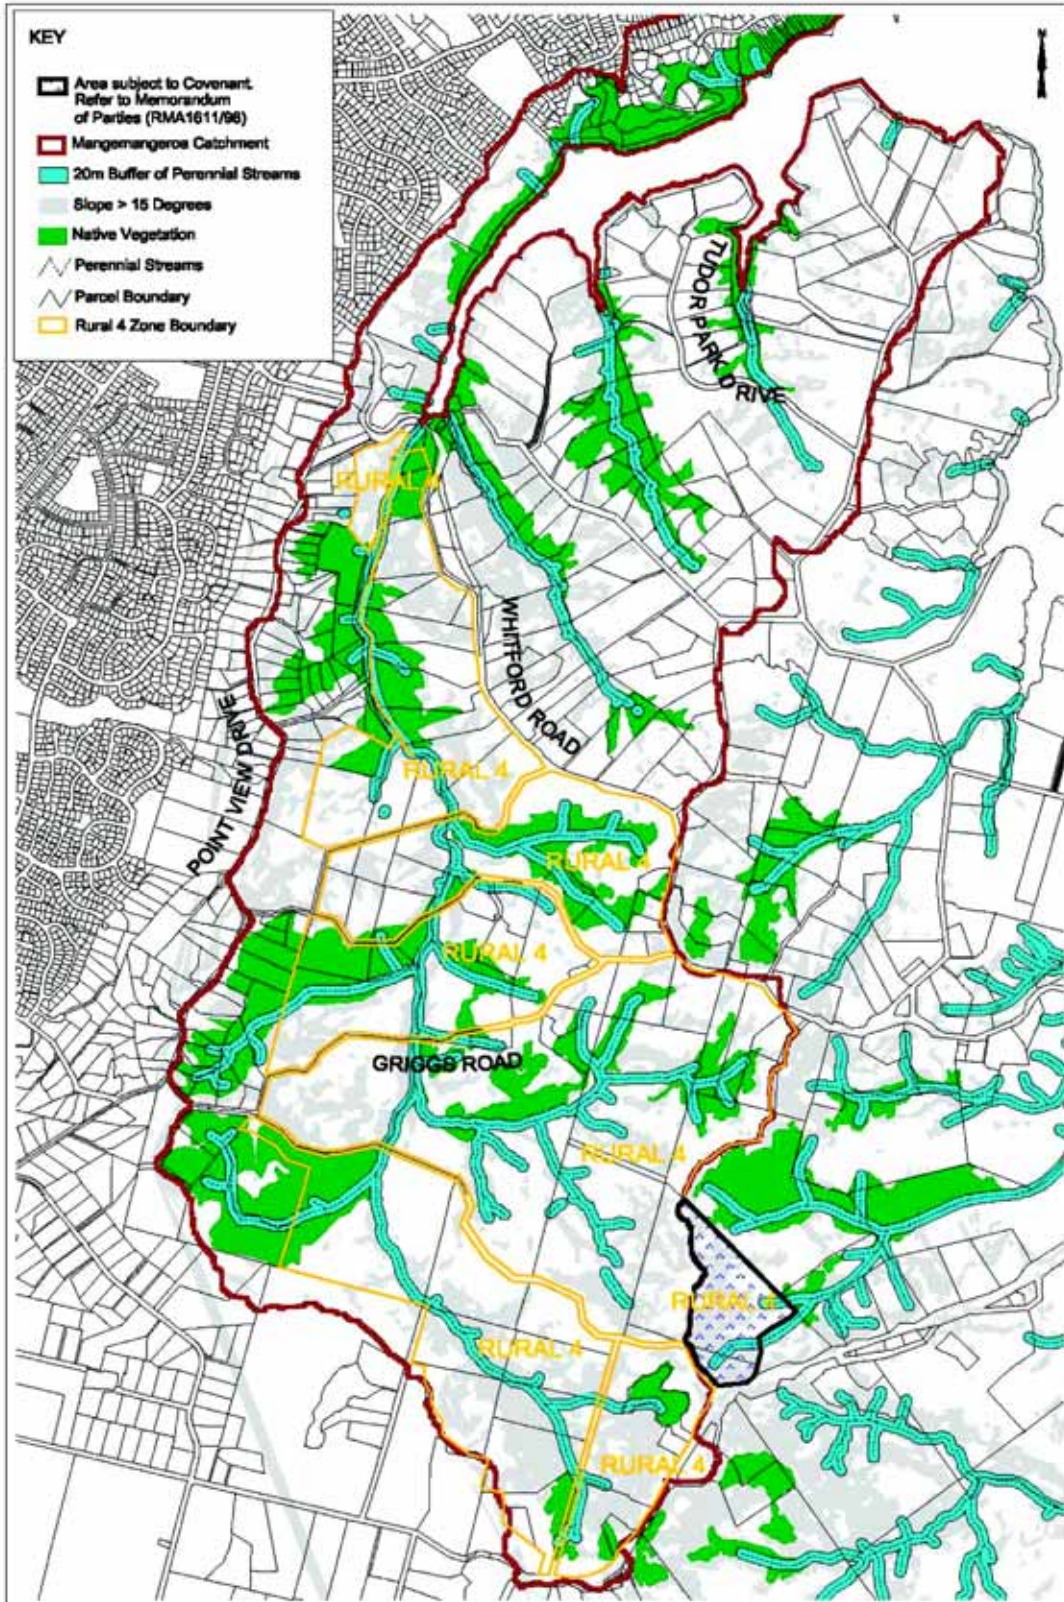 KEY
Area subject to Covenant.
Refer to Memorandum
of Parties (RMA1611/96)
Mangemangeroa Catchment
20m Buffer of Perennial Streams
Slope > 15 Degrees
Native Vegetation
Perennial Streams
Parcel Boundary
Rural 4 Zone Boundary
N
TUDOR PARK DRIVE
RURAL 4
WHITFORD ROAD
POINT VIEW DRIVE
RURAL 4
RURAL 4
RURAL 4
GRIGGS ROAD
RURAL 4
RURAL 4
RURAL 4
RURAL 4